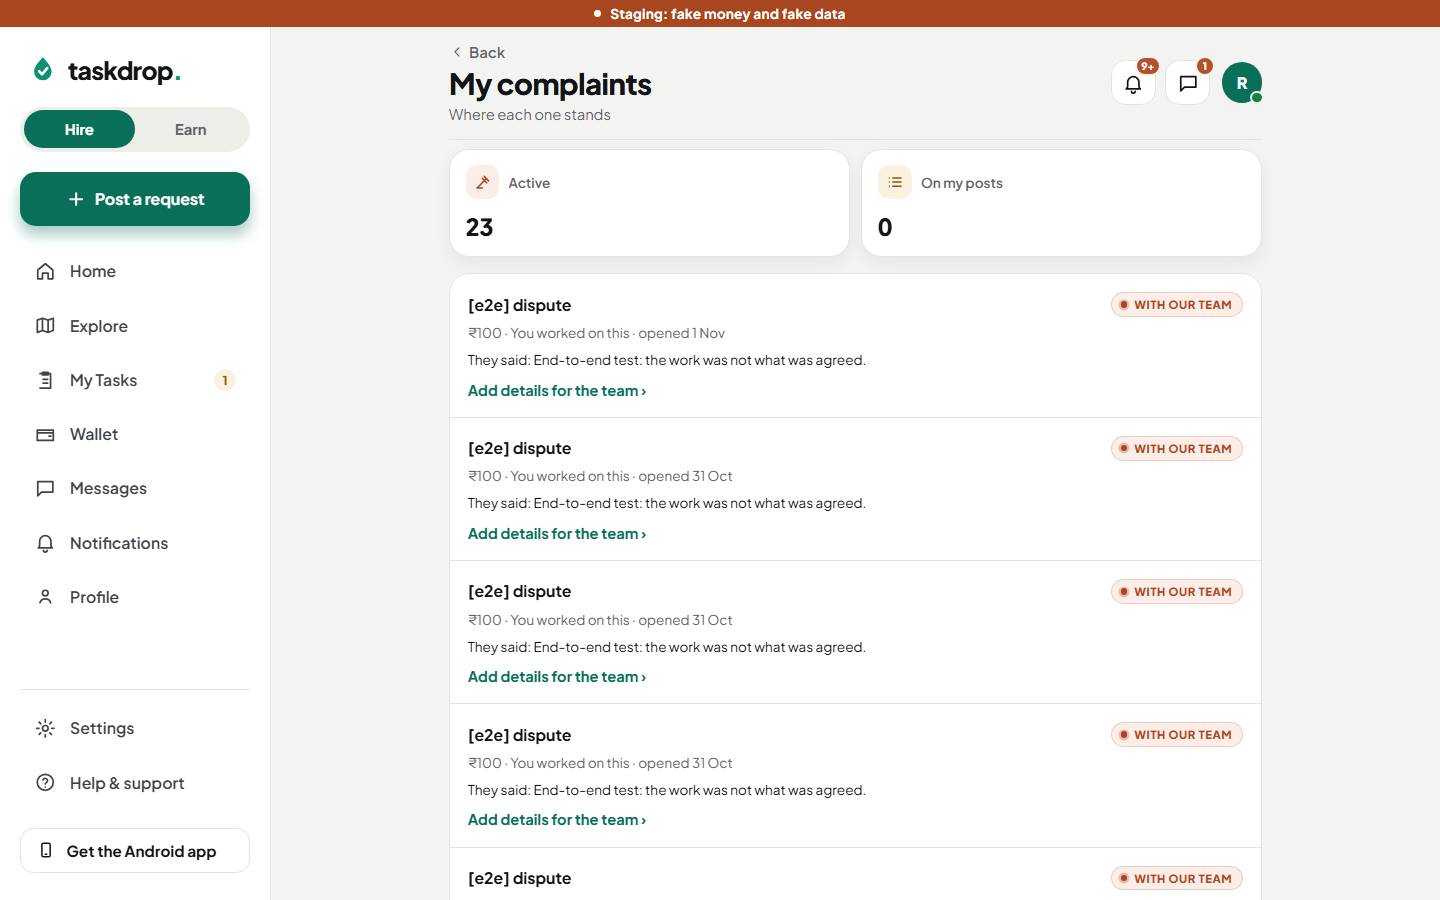 Staging: fake money and fake data
taskdrop.
Hire
Earn
Post a request
Home
Explore
My Tasks 1
Wallet
Messages
Notifications
Profile
Settings
Help & support
Get the Android app
Back
My complaints
Where each one stands
9+
1
R
Active
23
On my posts
0
[e2e] dispute
WITH OUR TEAM
₹100 · You worked on this · opened 1 Nov
They said: End-to-end test: the work was not what was agreed.
Add details for the team ›
[e2e] dispute
WITH OUR TEAM
₹100 · You worked on this · opened 31 Oct
They said: End-to-end test: the work was not what was agreed.
Add details for the team ›
[e2e] dispute
WITH OUR TEAM
₹100 · You worked on this · opened 31 Oct
They said: End-to-end test: the work was not what was agreed.
Add details for the team ›
[e2e] dispute
WITH OUR TEAM
₹100 · You worked on this · opened 31 Oct
They said: End-to-end test: the work was not what was agreed.
Add details for the team ›
[e2e] dispute
WITH OUR TEAM